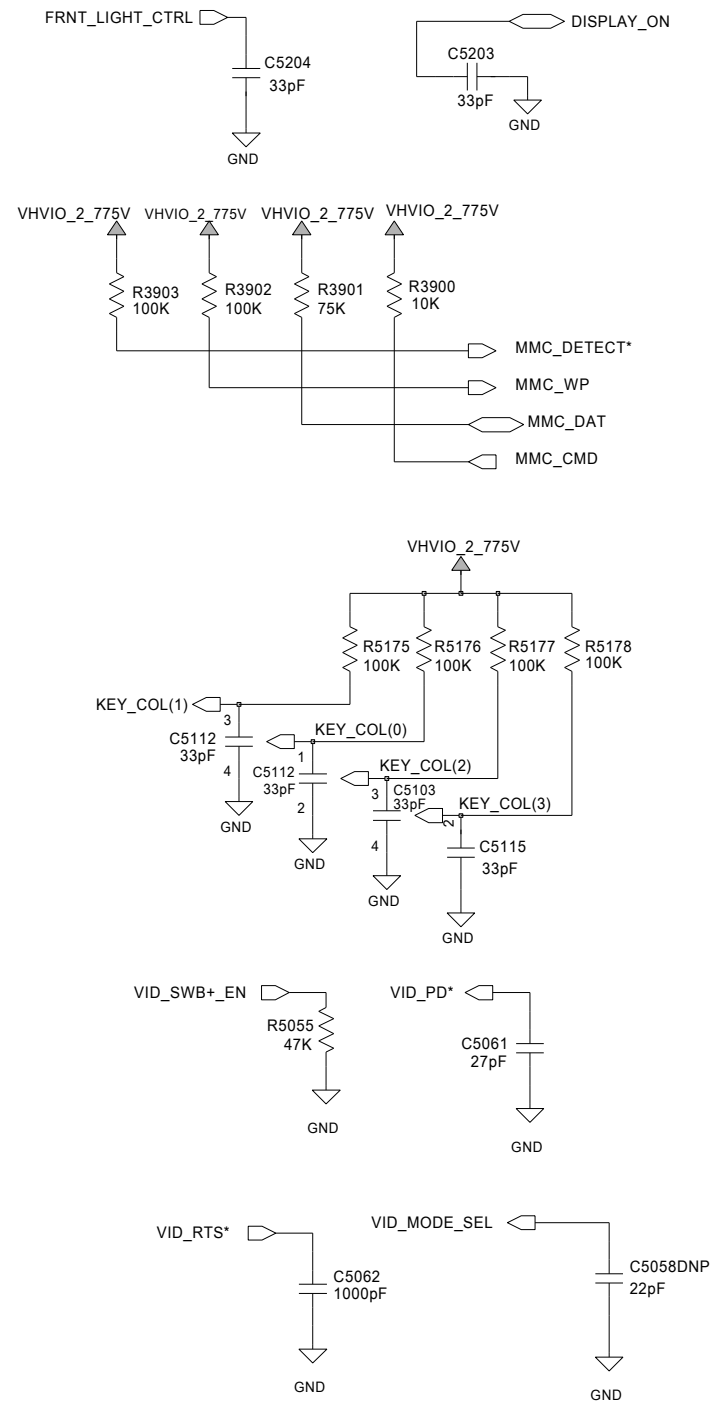 FRNT_LIGHT_CTRL
DISPLAY_ON
C5204
33pF
C5203
33pF
GND
GND
VHVIO_2_775V
VHVIO_2_775V
VHVIO_2_775V
VHVIO_2_775V
R3903
100K
R3902
100K
R3901
75K
R3900
10K
MMC_DETECT*
MMC_WP
MMC_DAT
MMC_CMD
VHVIO_2_775V
R5175
100K
R5176
100K
R5177
100K
R5178
100K
KEY_COL(1)
3
C5112
33pF
4
GND
KEY_COL(0)
1
C5112
33pF
2
GND
KEY_COL(2)
3
C5103
33pF
4
GND
KEY_COL(3)
2
C5115
33pF
GND
VID_SWB+_EN
R5055
47K
GND
VID_PD*
C5061
27pF
GND
VID_RTS*
C5062
1000pF
GND
VID_MODE_SEL
C5058DNP
22pF
GND